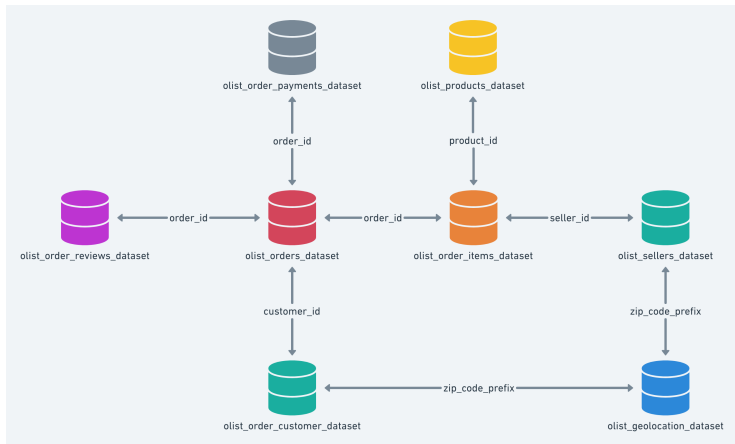 olist_order_payments_dataset
olist_products_dataset
order_id
product_id
order_id
order_id
seller_id
olist_order_reviews_dataset
olist_orders_dataset
olist_order_items_dataset
olist_sellers_dataset
customer_id
zip_code_prefix
zip_code_prefix
olist_order_customer_dataset
olist_geolocation_dataset